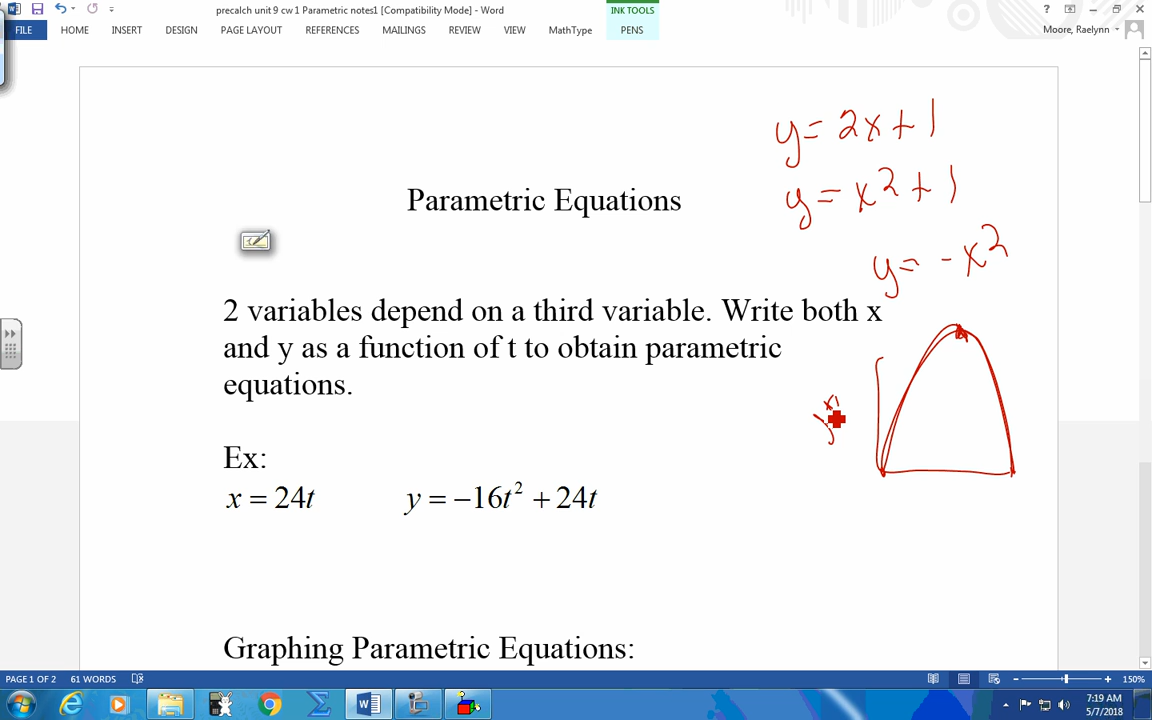 precalch unit 9 cw 1 Parametric notes1 [Compatibility Mode] - Word
INK TOOLS
?
FILE HOME INSERT DESIGN PAGE LAYOUT REFERENCES MAILINGS REVIEW VIEW MathType PENS
Moore, Raelynn
y = 2x + 1
y = x² + 1
y = -x²
Parametric Equations
2 variables depend on a third variable. Write both x
and y as a function of t to obtain parametric
equations.
Ex:
x = 24t y = −16t² + 24t
Graphing Parametric Equations:
PAGE 1 OF 2 61 WORDS
150%
7:19 AM
5/7/2018